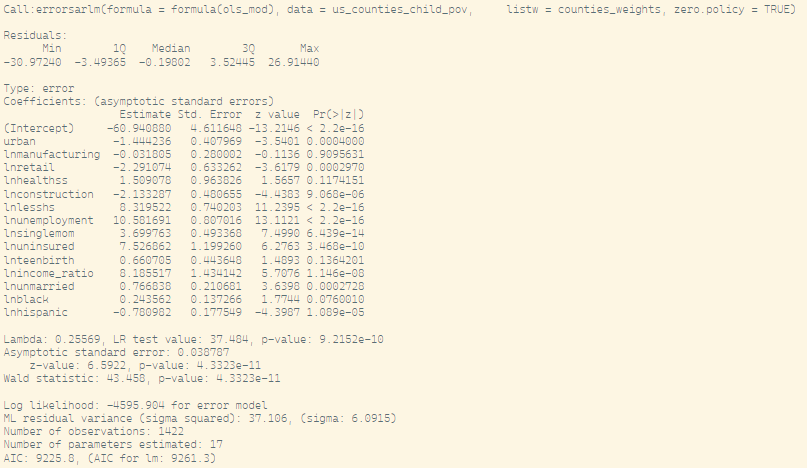 Call:errorsarlm(formula = formula(ols_mod), data = us_counties_child_pov,     listw = counties_weights, zero.policy = TRUE)
Residuals:
      Min        1Q    Median        3Q       Max
-30.97240  -3.49365  -0.19802   3.52445  26.91440
Type: error
Coefficients: (asymptotic standard errors)
                  Estimate Std. Error  z value  Pr(>|z|)
(Intercept)     -60.940880   4.611648 -13.2146 < 2.2e-16
urban            -1.444236   0.407969  -3.5401 0.0004000
lnmanufacturing  -0.031805   0.280002  -0.1136 0.9095631
lnretail         -2.291074   0.633262  -3.6179 0.0002970
lnhealthss        1.509078   0.963826   1.5657 0.1174151
lnconstruction   -2.133287   0.480655  -4.4383 9.068e-06
lnlesshs          8.319522   0.740203  11.2395 < 2.2e-16
lnunemployment   10.581691   0.807016  13.1121 < 2.2e-16
lnsinglemom       3.699763   0.493368   7.4990 6.439e-14
lnuninsured       7.526862   1.199260   6.2763 3.468e-10
lnteenbirth       0.660705   0.443648   1.4893 0.1364201
lnincome_ratio    8.185517   1.434142   5.7076 1.146e-08
lnunmarried       0.766838   0.210681   3.6398 0.0002728
lnblack           0.243562   0.137266   1.7744 0.0760010
lnhispanic       -0.780982   0.177549  -4.3987 1.089e-05
Lambda: 0.25569, LR test value: 37.484, p-value: 9.2152e-10
Asymptotic standard error: 0.038787
    z-value: 6.5922, p-value: 4.3323e-11
Wald statistic: 43.458, p-value: 4.3323e-11
Log likelihood: -4595.904 for error model
ML residual variance (sigma squared): 37.106, (sigma: 6.0915)
Number of observations: 1422
Number of parameters estimated: 17
AIC: 9225.8, (AIC for lm: 9261.3)